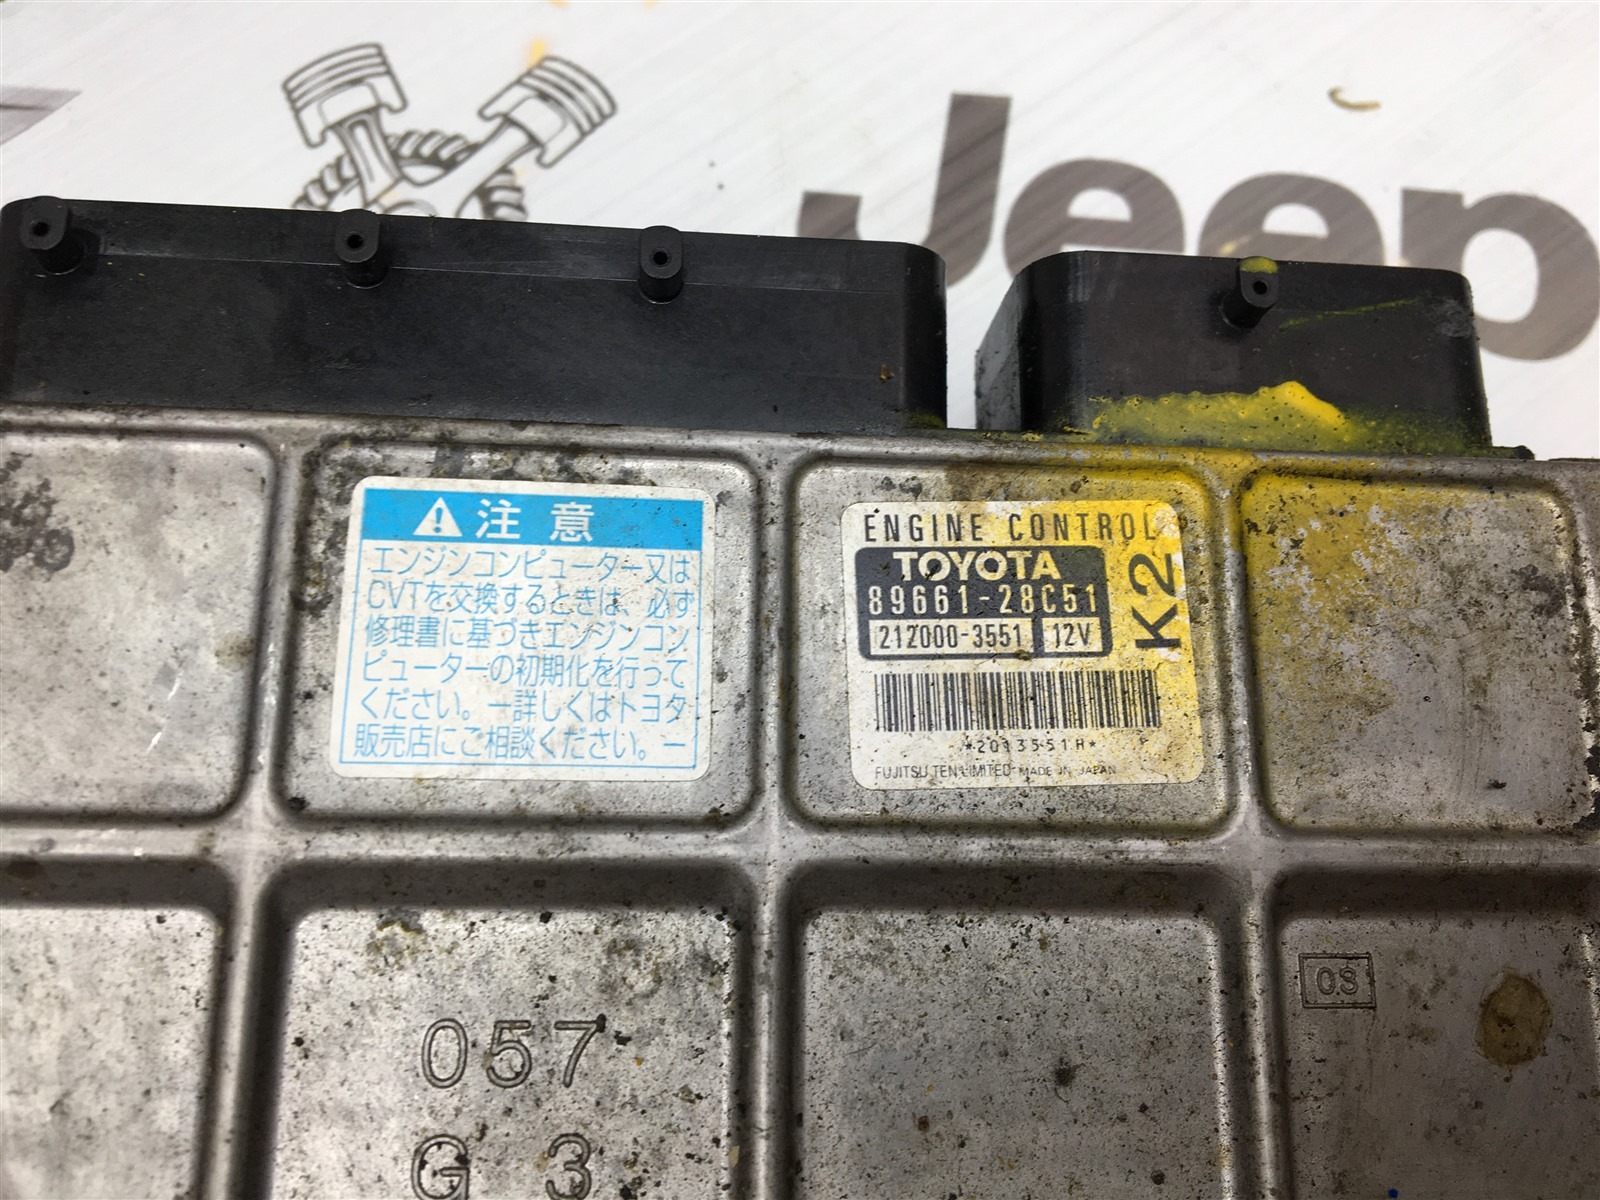 Jeep
注意
エンジンコンピューター又は
CVTを交換するときは、必ず
修理書に基づきエンジンコン
ピューターの初期化を行って
ください。ー詳しくはトヨタ
販売店にご相談ください。ー
ENGINE CONTROL
TOYOTA
89661-28C51
212000-3551 12V
K2
*2013551H*
FUJITSU TEN LIMITED MADE IN JAPAN
03
057
G 3